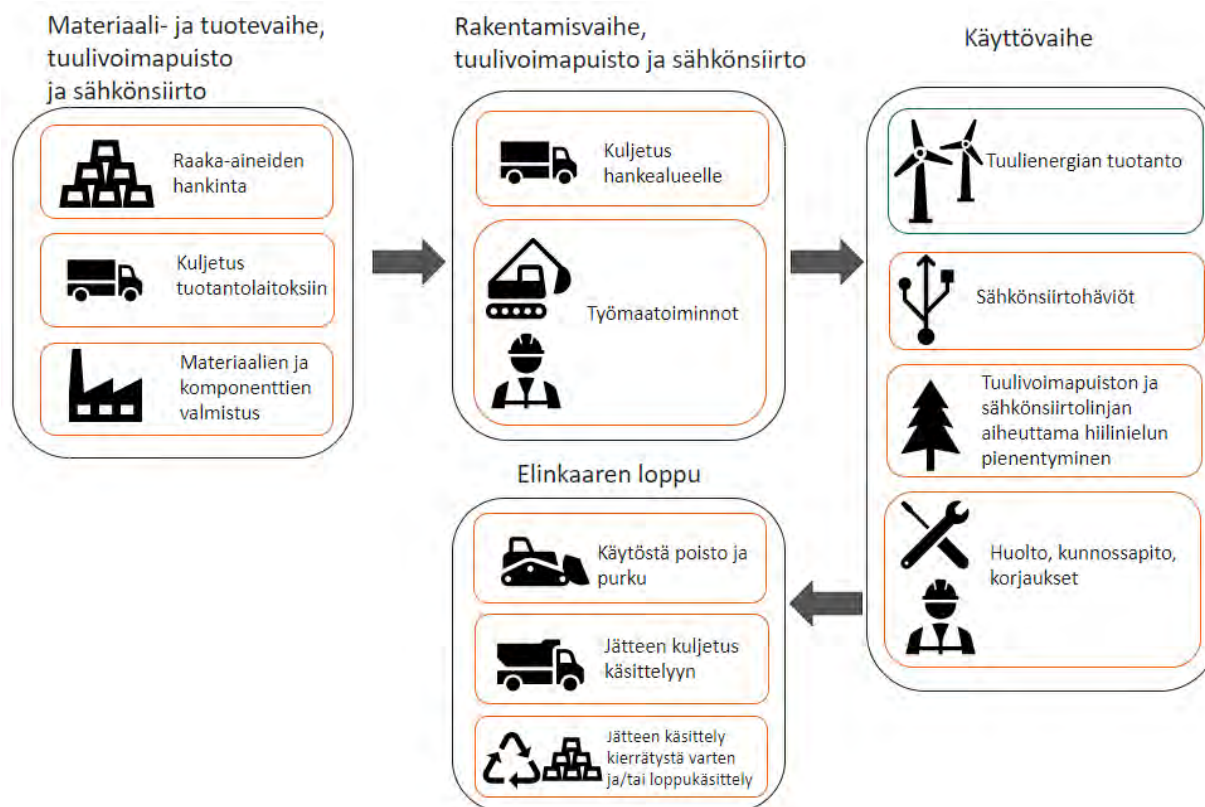 Materiaali- ja tuotevaihe,
tuulivoimapuisto
ja sähkönsiirto
Raaka-aineiden
hankinta
Kuljetus
tuotantolaitoksiin
Materiaalien ja
komponenttien
valmistus
Rakentamisvaihe,
tuulivoimapuisto ja sähkönsiirto
Kuljetus
hankealueelle
Työmaatoiminnot
Käyttövaihe
Tuulienergian tuotanto
Sähkönsiirtohäviöt
Tuulivoimapuiston ja
sähkönsiirtolinjan
aiheuttama hiilinielun
pienentyminen
Huolto, kunnossapito,
korjaukset
Elinkaaren loppu
Käytöstä poisto ja
purku
Jätteen kuljetus
käsittelyyn
Jätteen käsittely
kierrätystä varten
ja/tai loppukäsittely